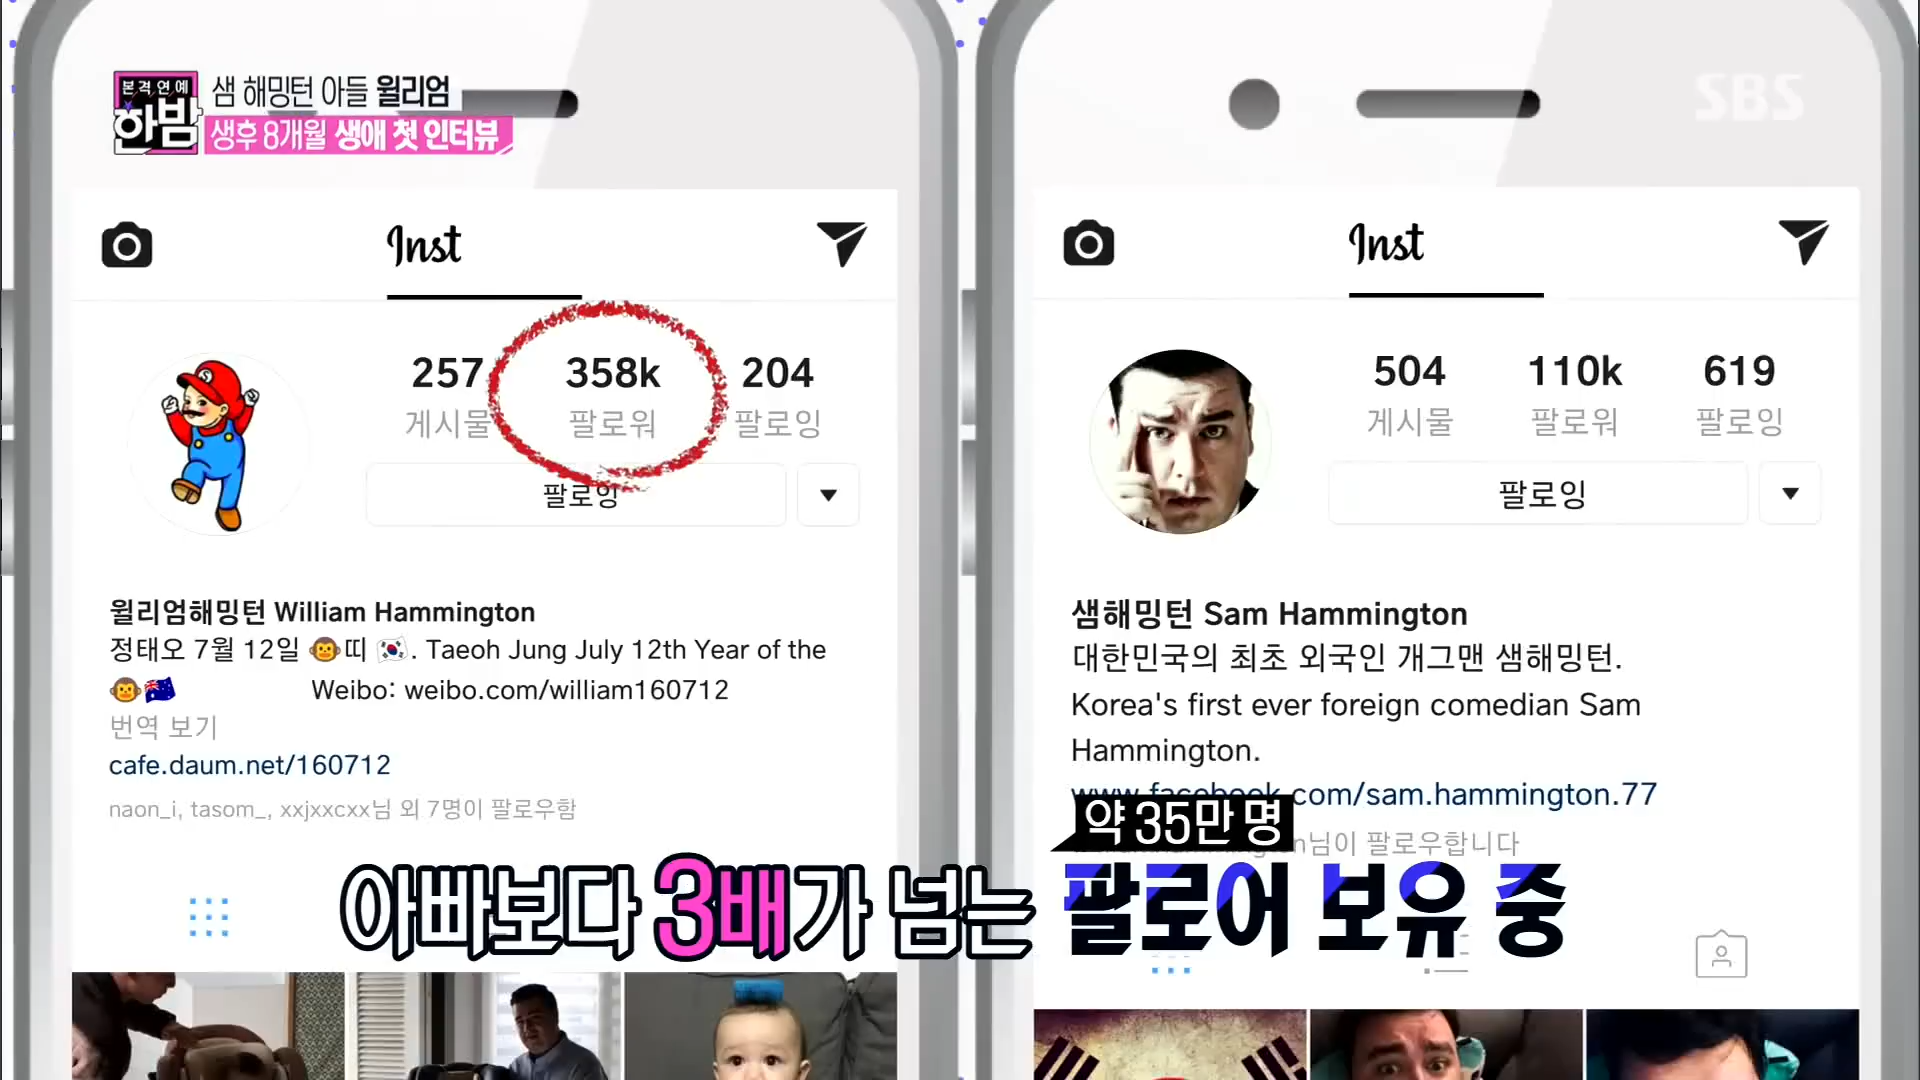 본격연예
한밤
샘 해밍턴 아들 윌리엄
생후 8개월 생애 첫 인터뷰
SBS
Inst
257
358k
204
게시물
팔로워
팔로잉
팔로잉
윌리엄해밍턴 William Hammington
정태오 7월 12일 🐵띠 🇰🇷. Taeoh Jung July 12th Year of the
🐵🇦🇺 Weibo: weibo.com/william160712
번역 보기
cafe.daum.net/160712
naon_i, tasom_, xxjxxcxx님 외 7명이 팔로우함
Inst
504
110k
619
게시물
팔로워
팔로잉
팔로잉
샘해밍턴 Sam Hammington
대한민국의 최초 외국인 개그맨 샘해밍턴.
Korea's first ever foreign comedian Sam
Hammington.
www.facebook.com/sam.hammington.77
님이 팔로우합니다
약 35만 명
아빠보다 3배가 넘는 팔로어 보유 중